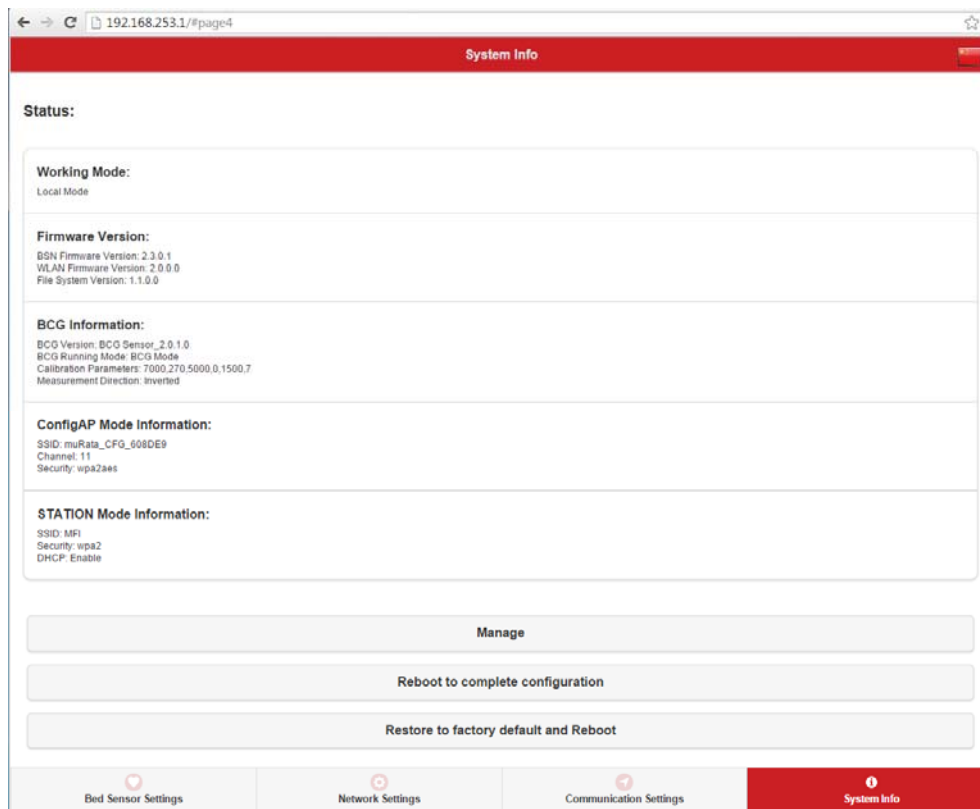 192.168.253.1/#page4
System Info
Status:
Working Mode:
Local Mode
Firmware Version:
BSN Firmware Version: 2.3.0.1
WLAN Firmware Version: 2.0.0.0
File System Version: 1.1.0.0
BCG Information:
BCG Version: BCG Sensor_2.0.1.0
BCG Running Mode: BCG Mode
Calibration Parameters: 7000,270,5000,0,1500,7
Measurement Direction: Inverted
ConfigAP Mode Information:
SSID: muRata_CFG_608DE9
Channel: 11
Security: wpa2aes
STATION Mode Information:
SSID: MFI
Security: wpa2
DHCP: Enable
Manage
Reboot to complete configuration
Restore to factory default and Reboot
Bed Sensor Settings
Network Settings
Communication Settings
System Info